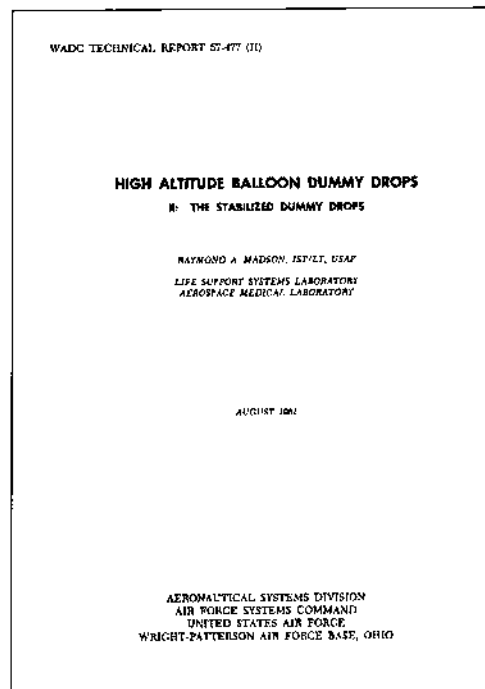 WADC TECHNICAL REPORT 57-477 (II)
HIGH ALTITUDE BALLOON DUMMY DROPS
II: THE STABILIZED DUMMY DROPS
RAYMOND A. MADSON, 1ST/LT, USAF
LIFE SUPPORT SYSTEMS LABORATORY
AEROSPACE MEDICAL LABORATORY
AUGUST 1961
AERONAUTICAL SYSTEMS DIVISION
AIR FORCE SYSTEMS COMMAND
UNITED STATES AIR FORCE
WRIGHT-PATTERSON AIR FORCE BASE, OHIO